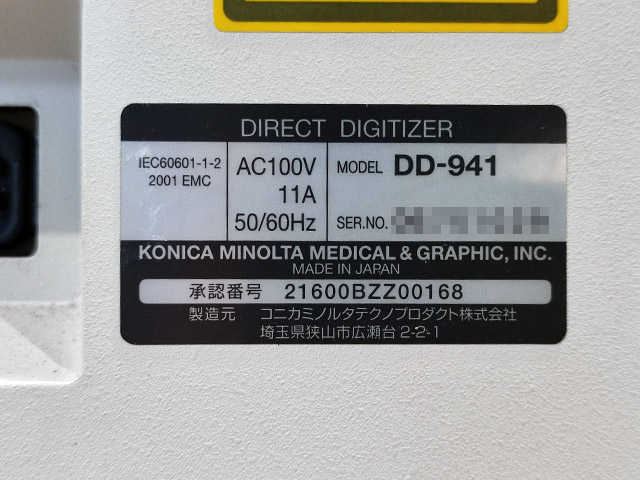 DIRECT DIGITIZER
IEC60601-1-2
2001 EMC
AC100V
11A
50/60Hz
MODEL DD-941
SER.NO.
KONICA MINOLTA MEDICAL & GRAPHIC, INC.
MADE IN JAPAN
承認番号 21600BZZ00168
製造元 コニカミノルタテクノプロダクト株式会社
埼玉県狭山市広瀬台2-2-1